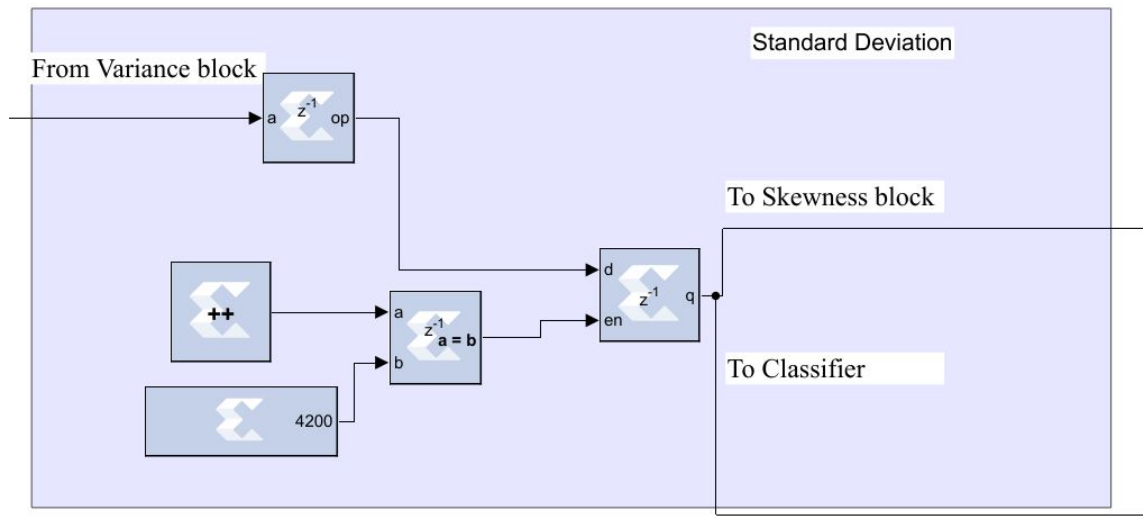 Standard Deviation
From Variance block
a z-1 op
To Skewness block
d
++
a
z-1
q
z-1
a = b
en
b
To Classifier
4200